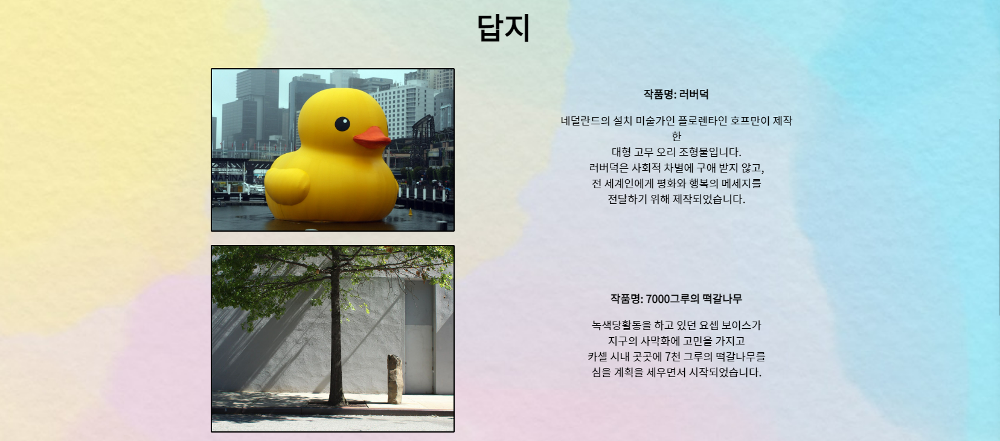 답지
작품명: 러버덕
네덜란드의 설치 미술가인 플로렌타인 호프만이 제작
한
대형 고무 오리 조형물입니다.
러버덕은 사회적 차별에 구애 받지 않고,
전 세계인에게 평화와 행복의 메세지를
전달하기 위해 제작되었습니다.
MARINA
작품명: 7000그루의 떡갈나무
녹색당활동을 하고 있던 요셉 보이스가
지구의 사막화에 고민을 가지고
카셀 시내 곳곳에 7천 그루의 떡갈나무를
심을 계획을 세우면서 시작되었습니다.